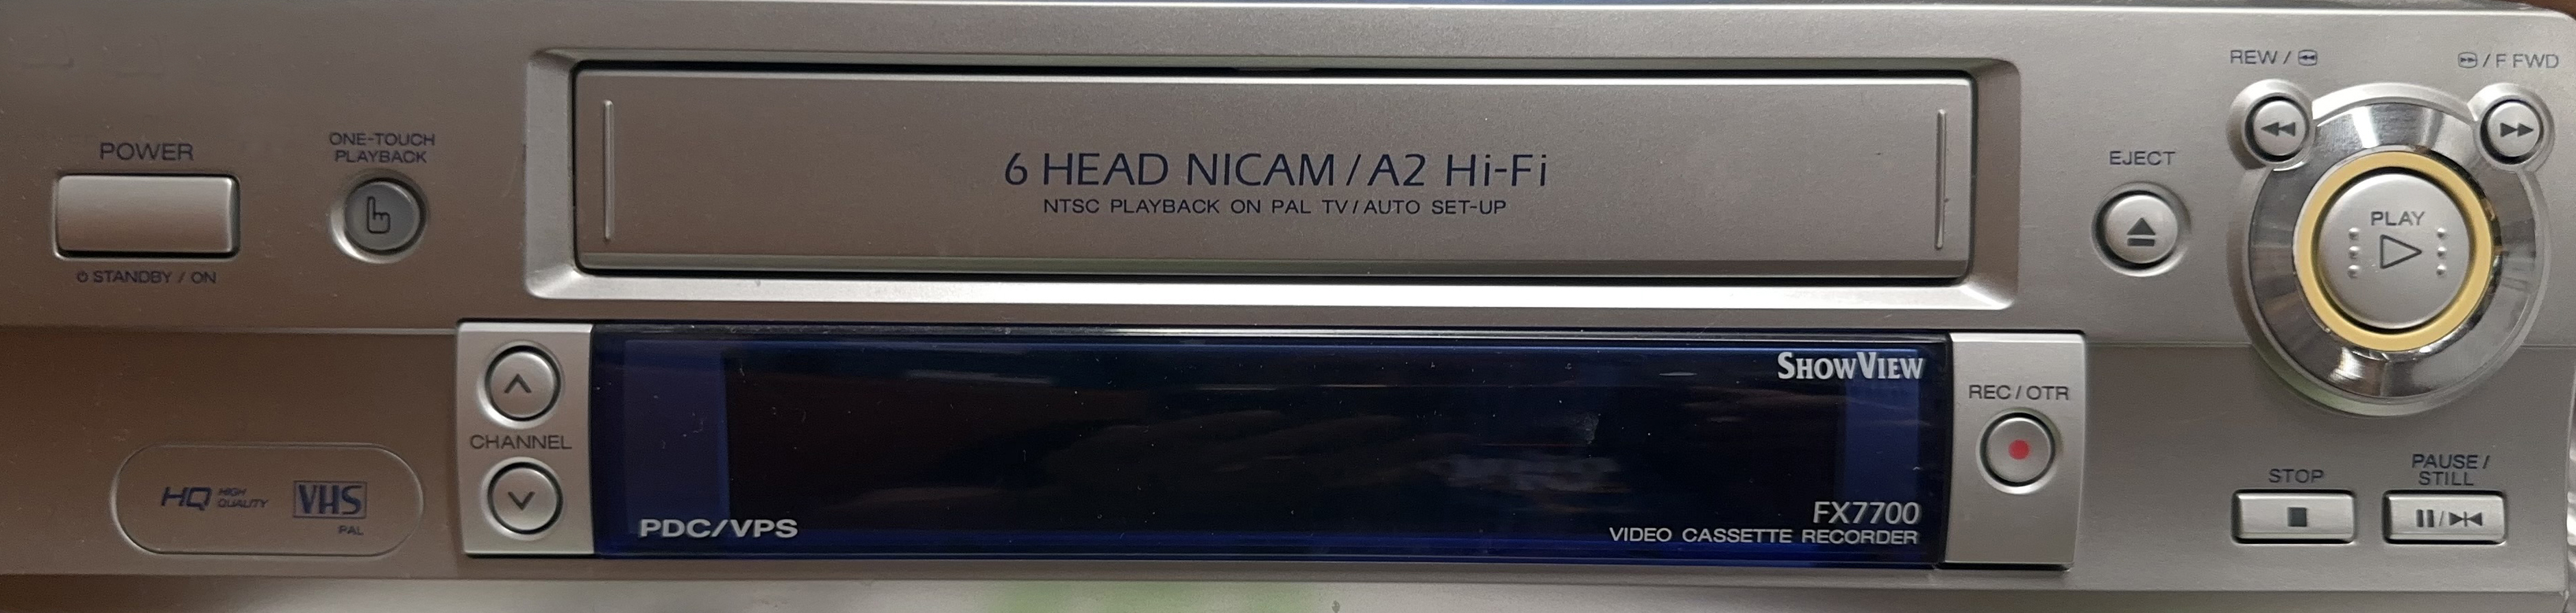 POWER
STANDBY / ON
ONE-TOUCH
PLAYBACK
6 HEAD NICAM / A2 Hi-Fi
NTSC PLAYBACK ON PAL TV / AUTO SET-UP
EJECT
REW /
/ F FWD
PLAY
CHANNEL
HQ HIGH
QUALITY
VHS
PAL
PDC/VPS
SHOWVIEW
FX7700
VIDEO CASSETTE RECORDER
REC / OTR
STOP
PAUSE /
STILL